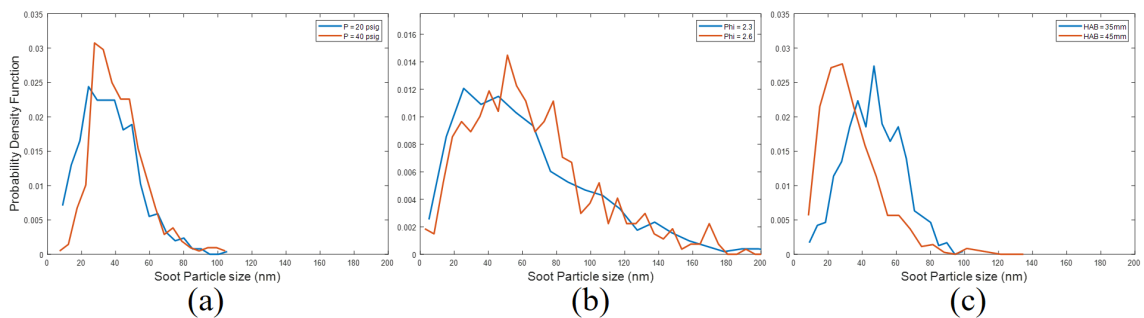 P = 20 psig
P = 40 psig
Probability Density Function
0.035
0.03
0.025
0.02
0.015
0.01
0.005
0
0 20 40 60 80 100 120 140 160 180 200
Soot Particle size (nm)
(a)
Phi = 2.3
Phi = 2.6
0.016
0.014
0.012
0.01
0.008
0.006
0.004
0.002
0
0 20 40 60 80 100 120 140 160 180 200
Soot Particle size (nm)
(b)
HAB = 35mm
HAB = 45mm
0.035
0.03
0.025
0.02
0.015
0.01
0.005
0
0 20 40 60 80 100 120 140 160 180 200
Soot Particle size (nm)
(c)